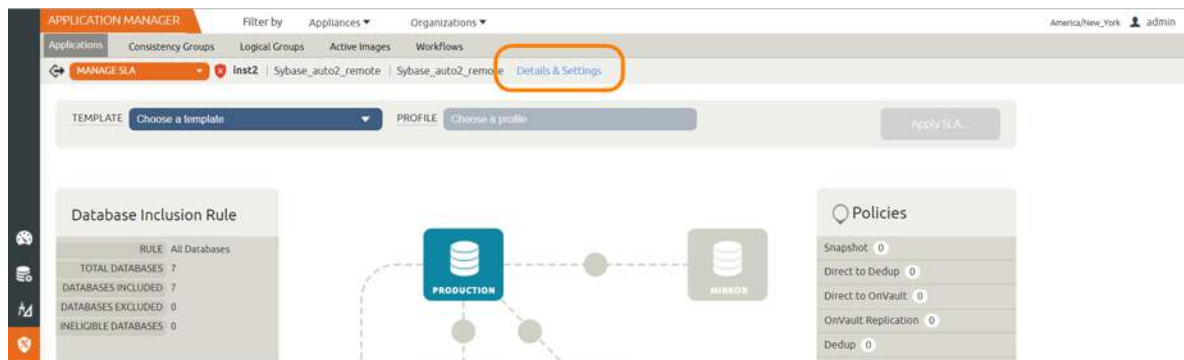 APPLICATION MANAGER Filter by Appliances Organizations America/New_York admin
Applications Consistency Groups Logical Groups Active Images Workflows
MANAGE SLA inst2 | Sybase_auto2_remote | Sybase_auto2_remote Details & Settings
TEMPLATE Choose a template PROFILE Choose a profile Apply SLA...
Database Inclusion Rule
RULE All Databases
TOTAL DATABASES 7
DATABASES INCLUDED 7
DATABASES EXCLUDED 0
INELIGIBLE DATABASES 0
PRODUCTION
MIRROR
Policies
Snapshot 0
Direct to Dedup 0
Direct to OnVault 0
OnVault Replication 0
Dedup 0